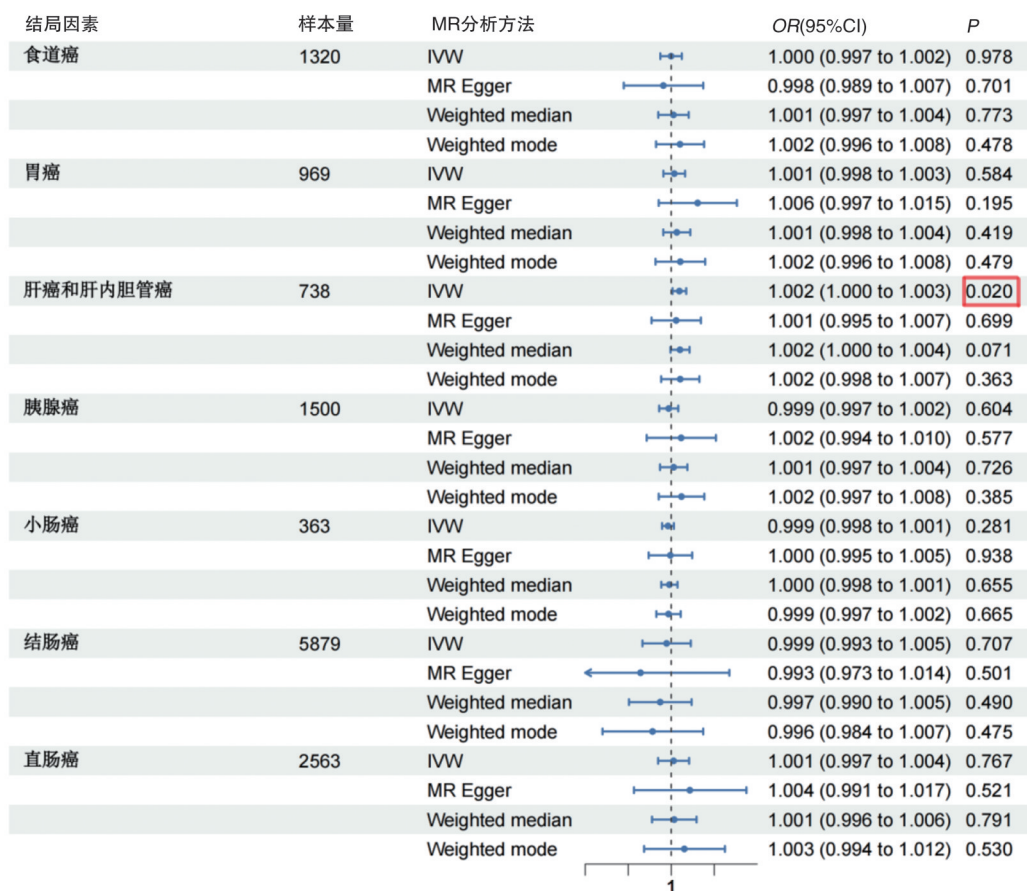 结局因素 样本量 MR分析方法 OR(95%CI) P
食道癌 1320 IVW 1.000 (0.997 to 1.002) 0.978
MR Egger 0.998 (0.989 to 1.007) 0.701
Weighted median 1.001 (0.997 to 1.004) 0.773
Weighted mode 1.002 (0.996 to 1.008) 0.478
胃癌 969 IVW 1.001 (0.998 to 1.003) 0.584
MR Egger 1.006 (0.997 to 1.015) 0.195
Weighted median 1.001 (0.998 to 1.004) 0.419
Weighted mode 1.002 (0.996 to 1.008) 0.479
肝癌和肝内胆管癌 738 IVW 1.002 (1.000 to 1.003) 0.020
MR Egger 1.001 (0.995 to 1.007) 0.699
Weighted median 1.002 (1.000 to 1.004) 0.071
Weighted mode 1.002 (0.998 to 1.007) 0.363
胰腺癌 1500 IVW 0.999 (0.997 to 1.002) 0.604
MR Egger 1.002 (0.994 to 1.010) 0.577
Weighted median 1.001 (0.997 to 1.004) 0.726
Weighted mode 1.002 (0.997 to 1.008) 0.385
小肠癌 363 IVW 0.999 (0.998 to 1.001) 0.281
MR Egger 1.000 (0.995 to 1.005) 0.938
Weighted median 1.000 (0.998 to 1.001) 0.655
Weighted mode 0.999 (0.997 to 1.002) 0.665
结肠癌 5879 IVW 0.999 (0.993 to 1.005) 0.707
MR Egger 0.993 (0.973 to 1.014) 0.501
Weighted median 0.997 (0.990 to 1.005) 0.490
Weighted mode 0.996 (0.984 to 1.007) 0.475
直肠癌 2563 IVW 1.001 (0.997 to 1.004) 0.767
MR Egger 1.004 (0.991 to 1.017) 0.521
Weighted median 1.001 (0.996 to 1.006) 0.791
Weighted mode 1.003 (0.994 to 1.012) 0.530
1